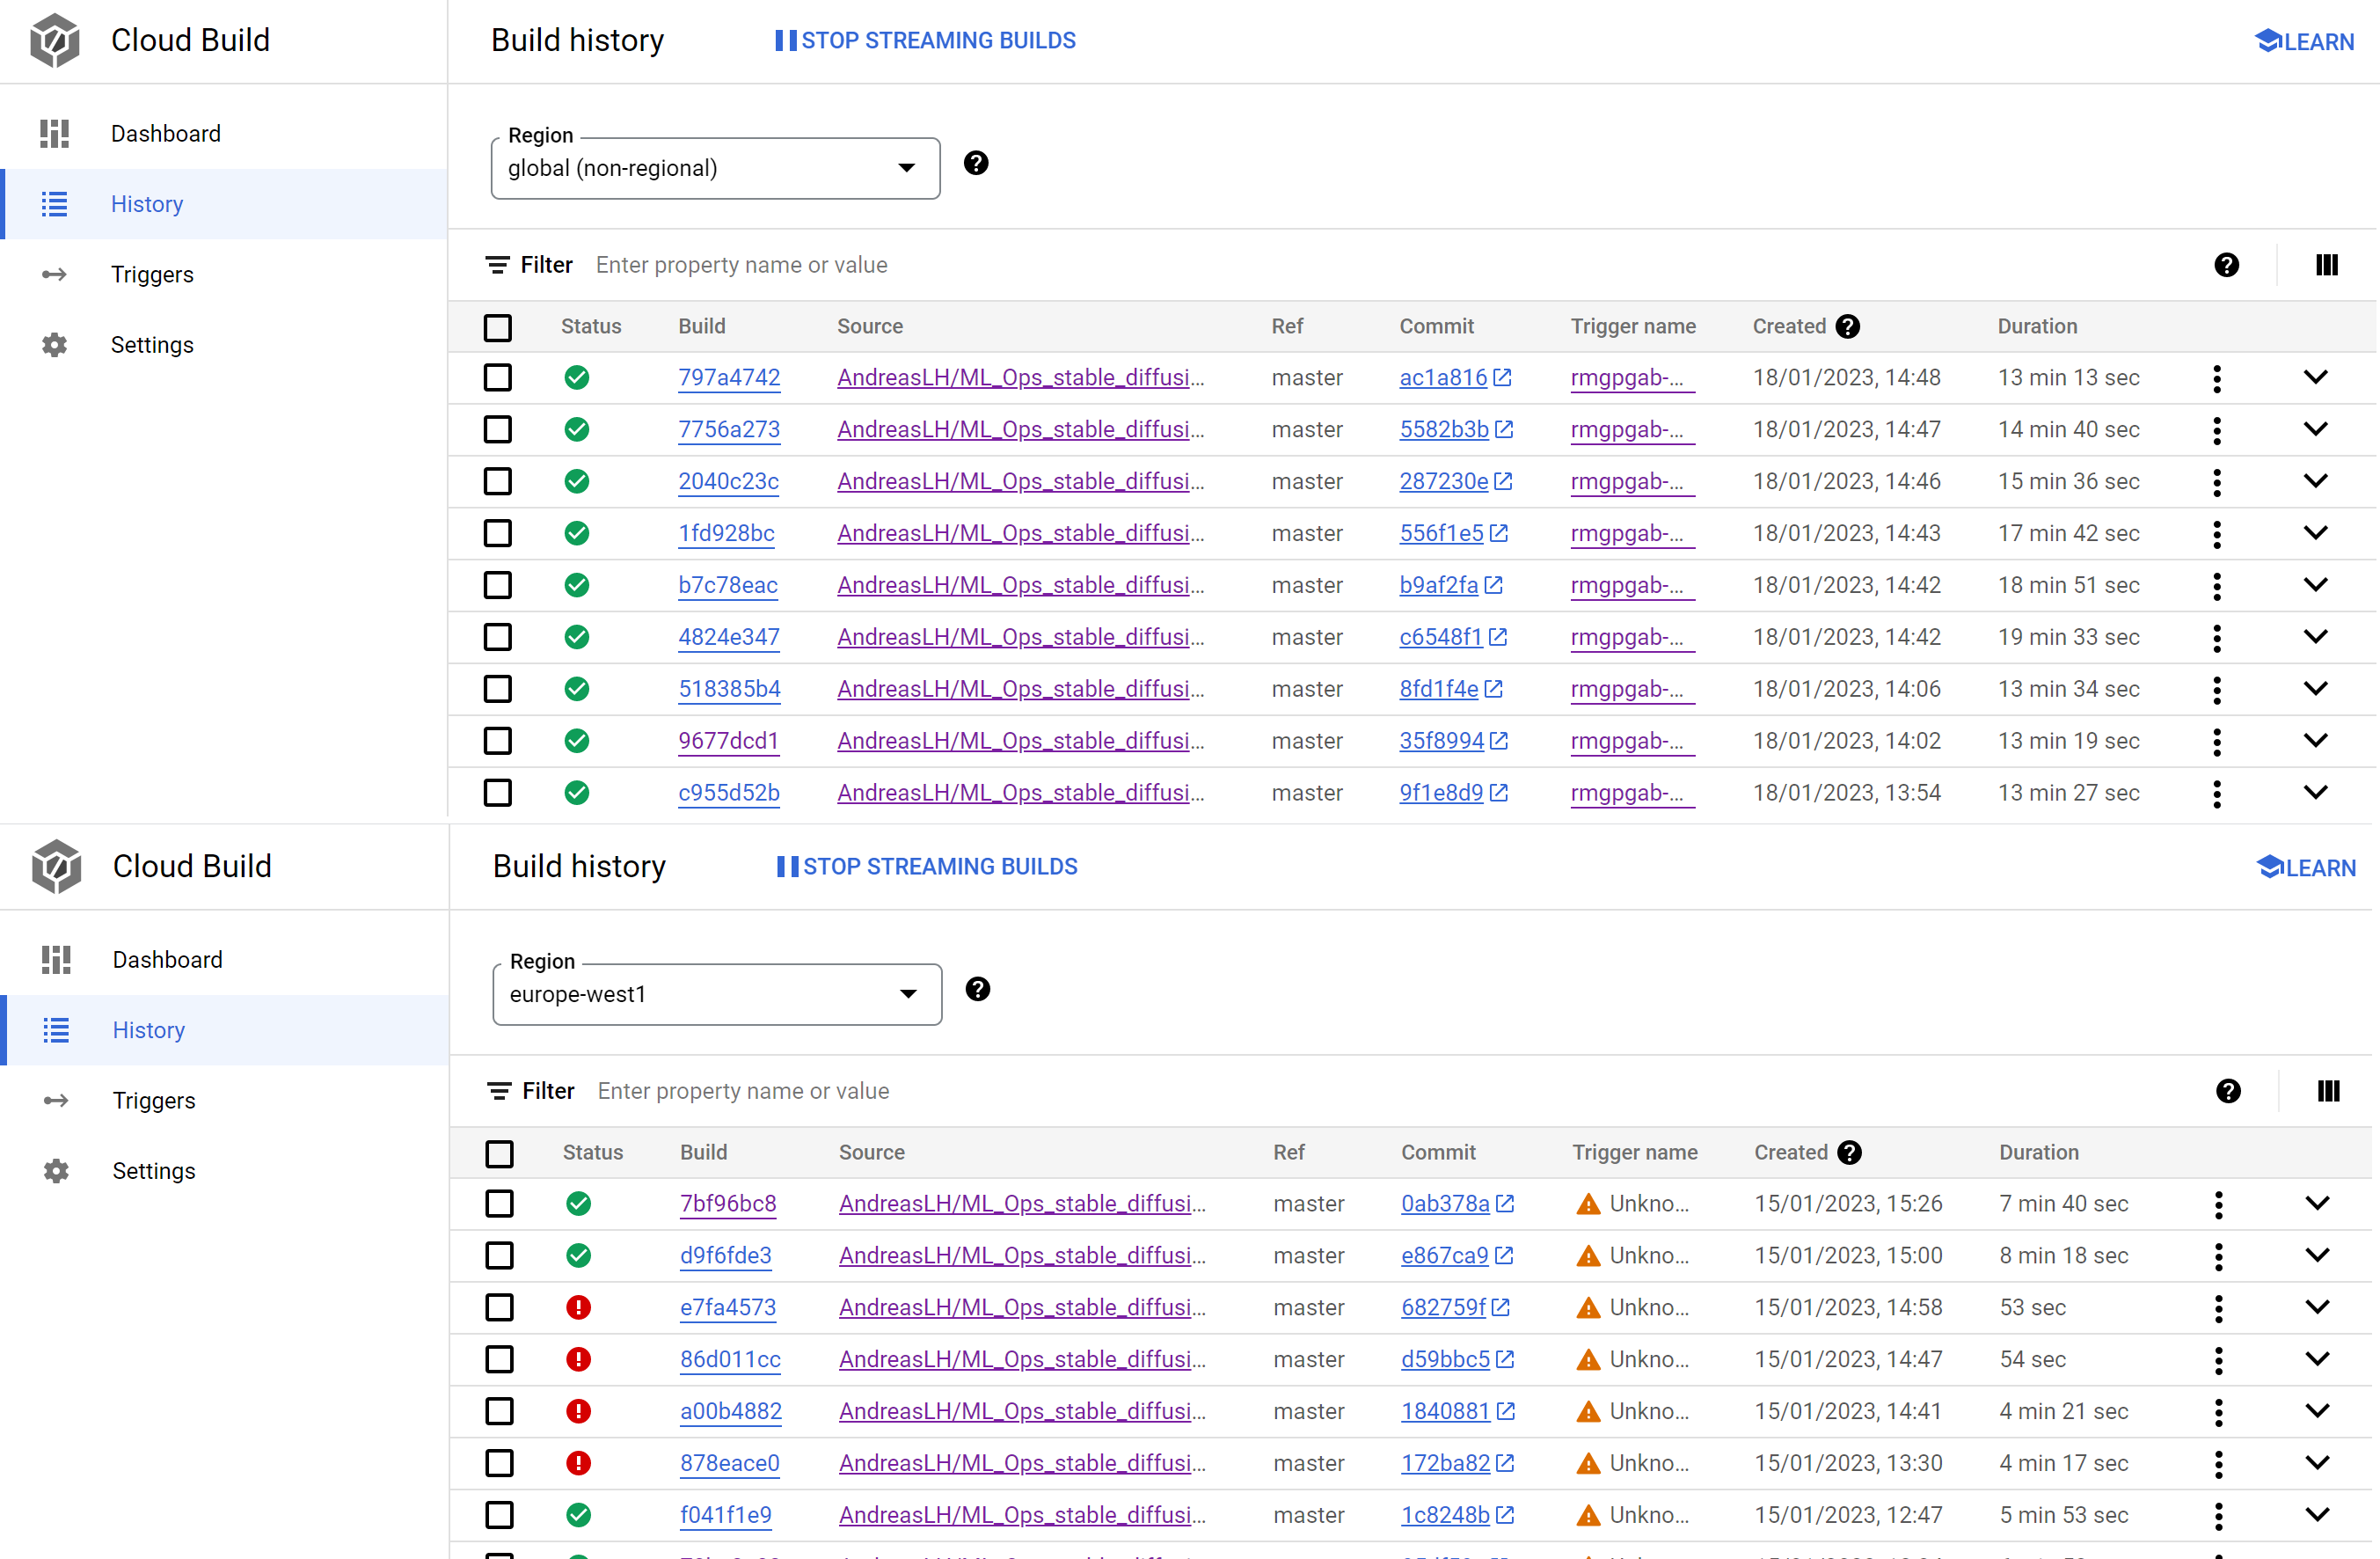 Cloud Build
Build history
STOP STREAMING BUILDS
LEARN
Dashboard
History
Triggers
Settings
Region
global (non-regional)
Filter Enter property name or value
Status Build Source Ref Commit Trigger name Created Duration
797a4742 AndreasLH/ML_Ops_stable_diffusi... master ac1a816 rmgpgab-... 18/01/2023, 14:48 13 min 13 sec
7756a273 AndreasLH/ML_Ops_stable_diffusi... master 5582b3b rmgpgab-... 18/01/2023, 14:47 14 min 40 sec
2040c23c AndreasLH/ML_Ops_stable_diffusi... master 287230e rmgpgab-... 18/01/2023, 14:46 15 min 36 sec
1fd928bc AndreasLH/ML_Ops_stable_diffusi... master 556f1e5 rmgpgab-... 18/01/2023, 14:43 17 min 42 sec
b7c78eac AndreasLH/ML_Ops_stable_diffusi... master b9af2fa rmgpgab-... 18/01/2023, 14:42 18 min 51 sec
4824e347 AndreasLH/ML_Ops_stable_diffusi... master c6548f1 rmgpgab-... 18/01/2023, 14:42 19 min 33 sec
518385b4 AndreasLH/ML_Ops_stable_diffusi... master 8fd1f4e rmgpgab-... 18/01/2023, 14:06 13 min 34 sec
9677dcd1 AndreasLH/ML_Ops_stable_diffusi... master 35f8994 rmgpgab-... 18/01/2023, 14:02 13 min 19 sec
c955d52b AndreasLH/ML_Ops_stable_diffusi... master 9f1e8d9 rmgpgab-... 18/01/2023, 13:54 13 min 27 sec
Cloud Build
Build history
STOP STREAMING BUILDS
LEARN
Dashboard
History
Triggers
Settings
Region
europe-west1
Filter Enter property name or value
Status Build Source Ref Commit Trigger name Created Duration
7bf96bc8 AndreasLH/ML_Ops_stable_diffusi... master 0ab378a Unkno... 15/01/2023, 15:26 7 min 40 sec
d9f6fde3 AndreasLH/ML_Ops_stable_diffusi... master e867ca9 Unkno... 15/01/2023, 15:00 8 min 18 sec
e7fa4573 AndreasLH/ML_Ops_stable_diffusi... master 682759f Unkno... 15/01/2023, 14:58 53 sec
86d011cc AndreasLH/ML_Ops_stable_diffusi... master d59bbc5 Unkno... 15/01/2023, 14:47 54 sec
a00b4882 AndreasLH/ML_Ops_stable_diffusi... master 1840881 Unkno... 15/01/2023, 14:41 4 min 21 sec
878eace0 AndreasLH/ML_Ops_stable_diffusi... master 172ba82 Unkno... 15/01/2023, 13:30 4 min 17 sec
f041f1e9 AndreasLH/ML_Ops_stable_diffusi... master 1c8248b Unkno... 15/01/2023, 12:47 5 min 53 sec